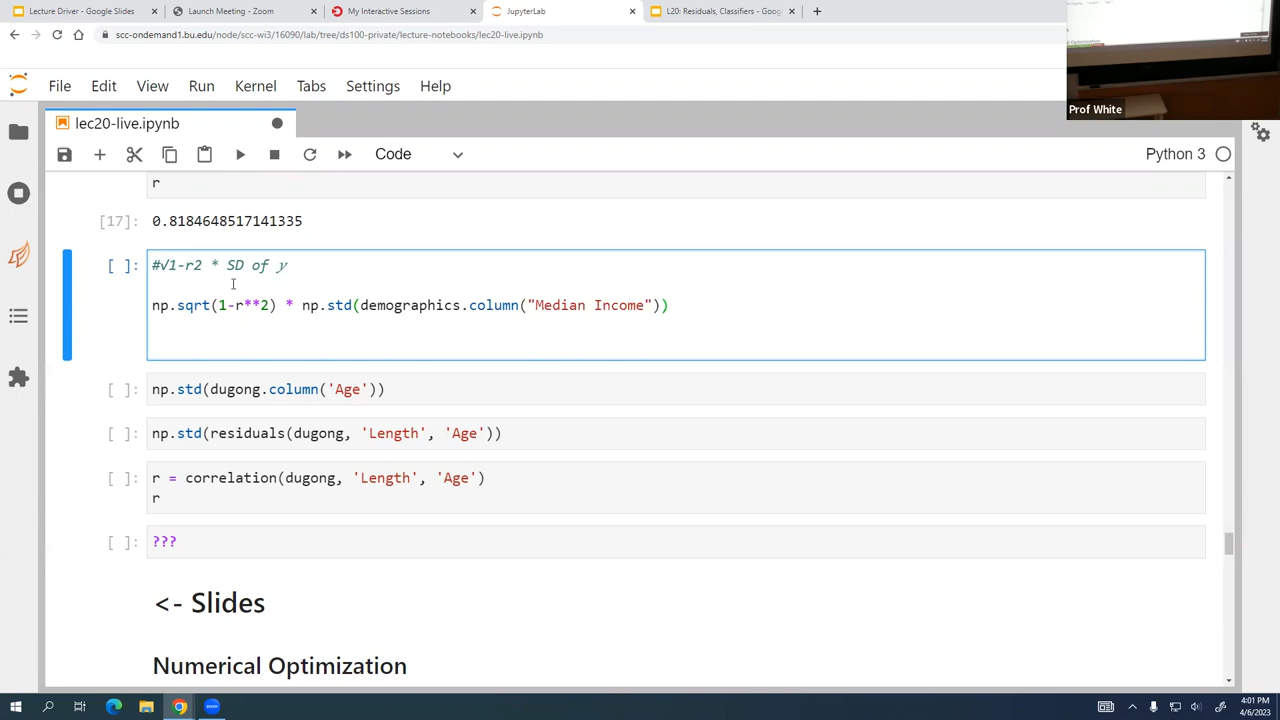 Lecture Driver - Google Slides
Launch Meeting - Zoom
My Interactive Sessions
JupyterLab
L20: Residuals, Classifiers - Goog
scc-ondemand1.bu.edu/node/scc-wi3/16090/lab/tree/ds100-private/lecture-notebooks/lec20-live.ipynb
Prof White
File Edit View Run Kernel Tabs Settings Help
lec20-live.ipynb
Code
Python 3
r
[17]: 0.8184648517141335
[ ]: #√1-r2 * SD of y
np.sqrt(1-r**2) * np.std(demographics.column("Median Income"))
[ ]: np.std(dugong.column('Age'))
[ ]: np.std(residuals(dugong, 'Length', 'Age'))
[ ]: r = correlation(dugong, 'Length', 'Age')
r
[ ]: ???
<- Slides
Numerical Optimization
4:01 PM
4/6/2023